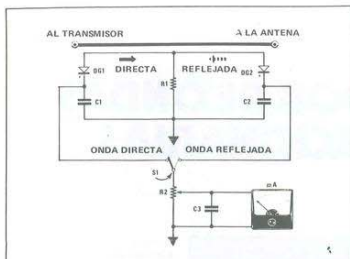 AL TRANSMISOR
A LA ANTENA
DIRECTA
REFLEJADA
DG1
R1
DG2
C1
C2
ONDA DIRECTA
ONDA REFLEJADA
S1
R2
C3
mA